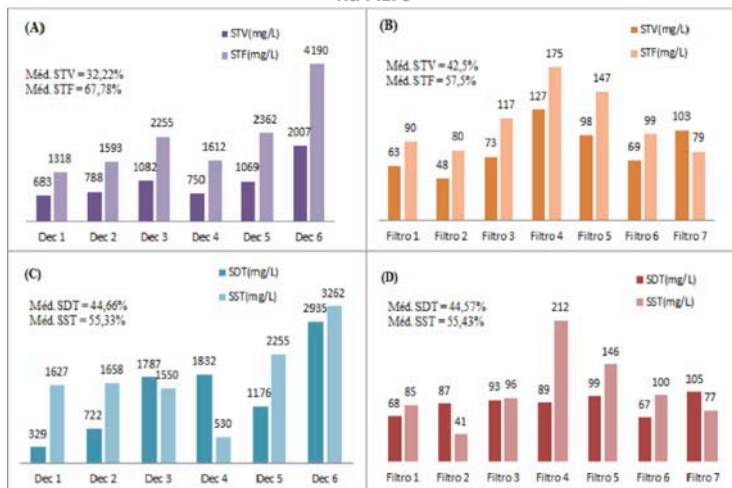 (A)
STV(mg/L)
STF(mg/L)
Méd. STV = 32,22%
Méd. STF = 67,78%
683 1318 788 1593 1082 2255 750 1612 1069 2362 2007 4190
Dec 1 Dec 2 Dec 3 Dec 4 Dec 5 Dec 6
(B)
STV(mg/L)
STF(mg/L)
Méd. STV = 42,5%
Méd. STF = 57,5%
63 90 48 80 73 117 127 175 98 147 69 99 103 79
Filtro 1 Filtro 2 Filtro 3 Filtro 4 Filtro 5 Filtro 6 Filtro 7
(C)
SDT(mg/L)
SST(mg/L)
Méd. SDT = 44,66%
Méd. SST = 55,33%
329 1627 722 1658 1787 1550 1832 530 1176 2255 2935 3262
Dec 1 Dec 2 Dec 3 Dec 4 Dec 5 Dec 6
(D)
SDT(mg/L)
SST(mg/L)
Méd. SDT = 44,57%
Méd. SST = 55,43%
68 85 87 41 93 96 89 212 99 146 67 100 105 77
Filtro 1 Filtro 2 Filtro 3 Filtro 4 Filtro 5 Filtro 6 Filtro 7